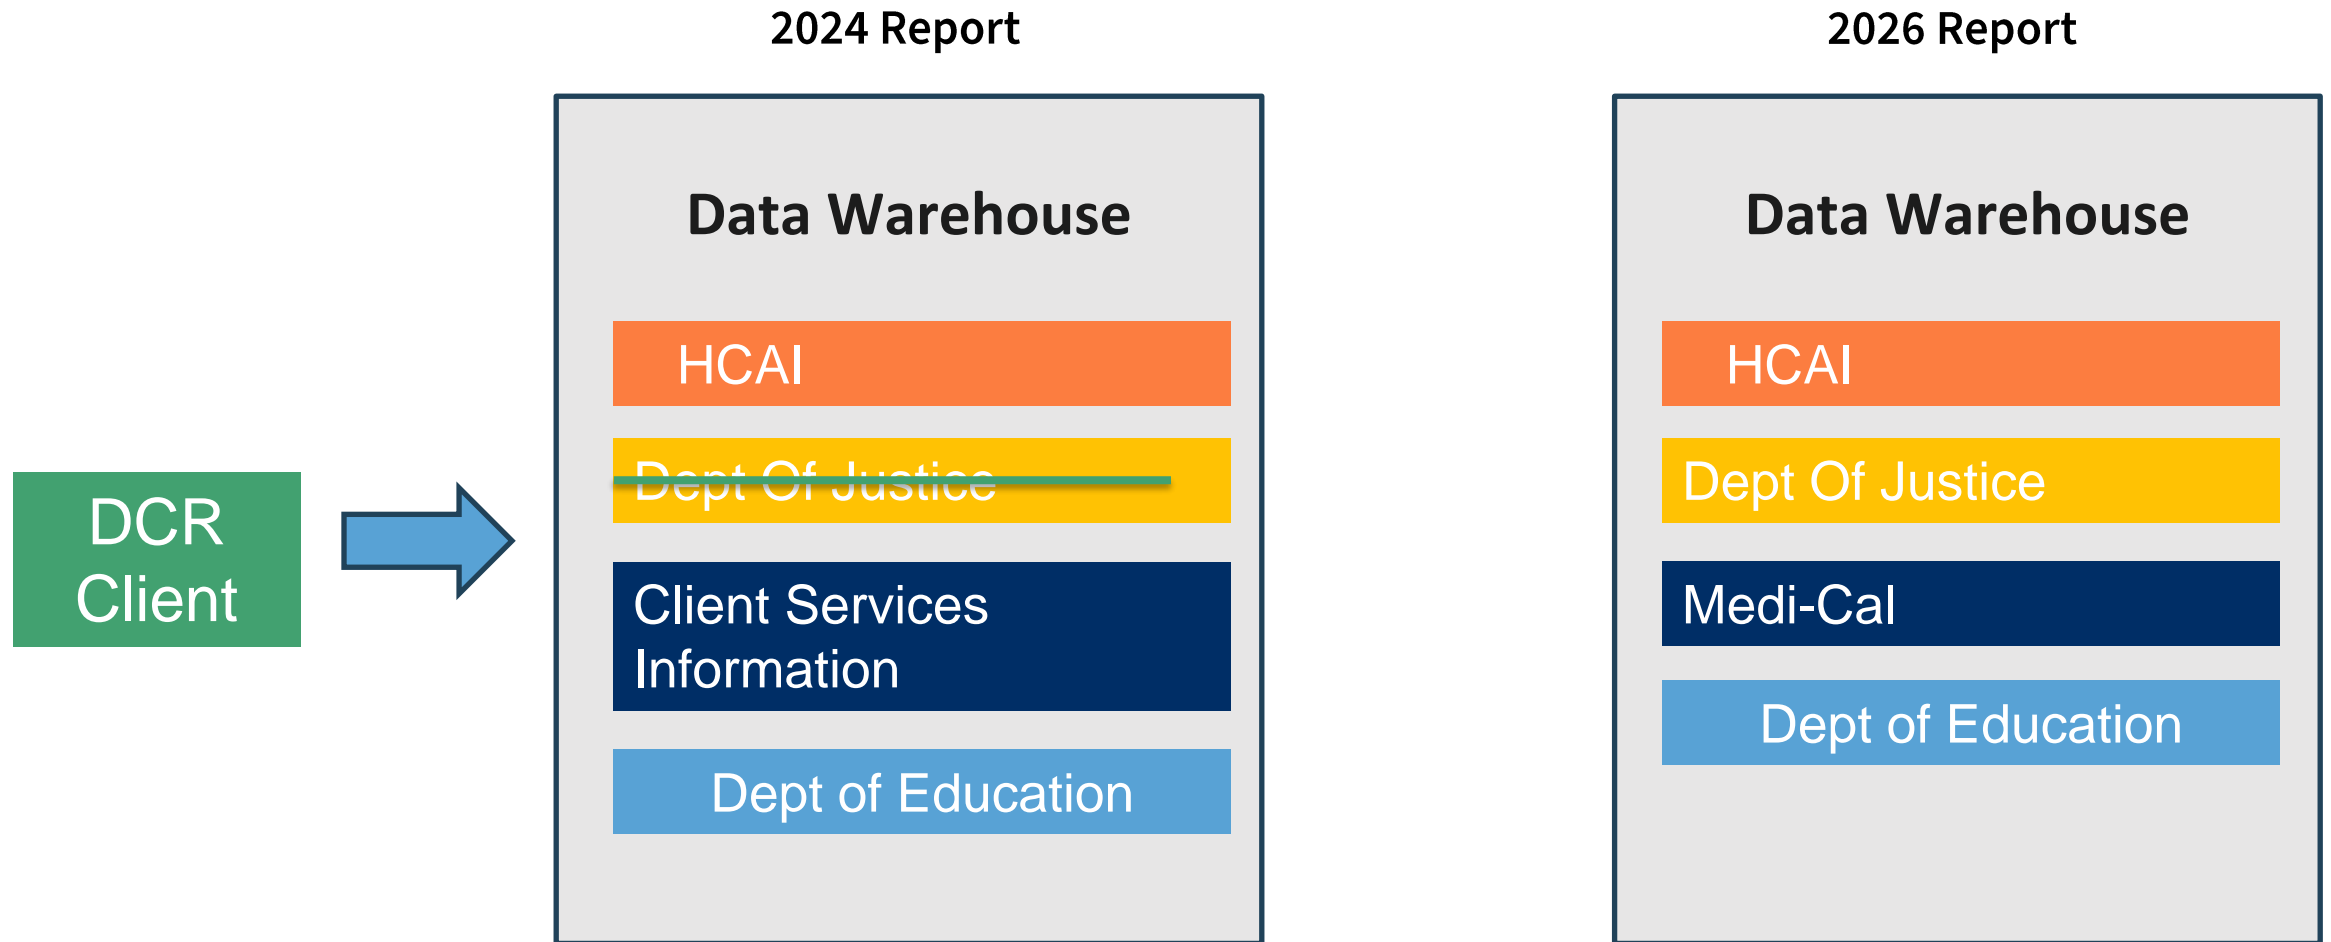 2024 Report
2026 Report
DCR
Client
Data Warehouse
HCAI
Dept Of Justice
Client Services
Information
Dept of Education
Data Warehouse
HCAI
Dept Of Justice
Medi-Cal
Dept of Education